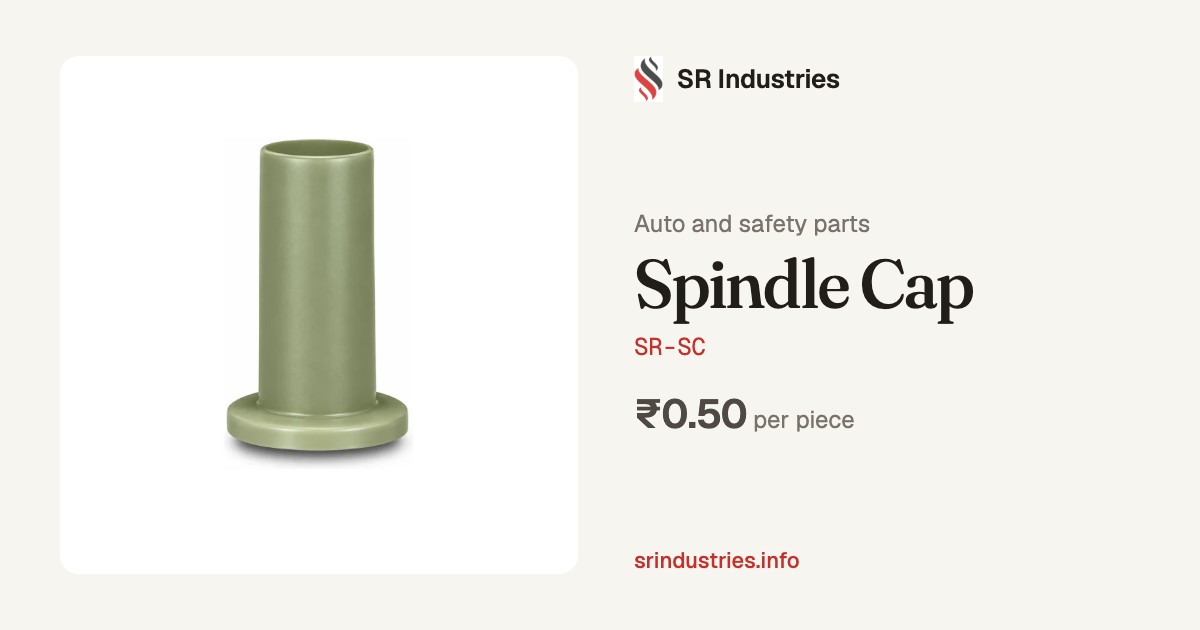 SR Industries
Auto and safety parts
Spindle Cap
SR-SC
₹0.50 per piece
srindustries.info